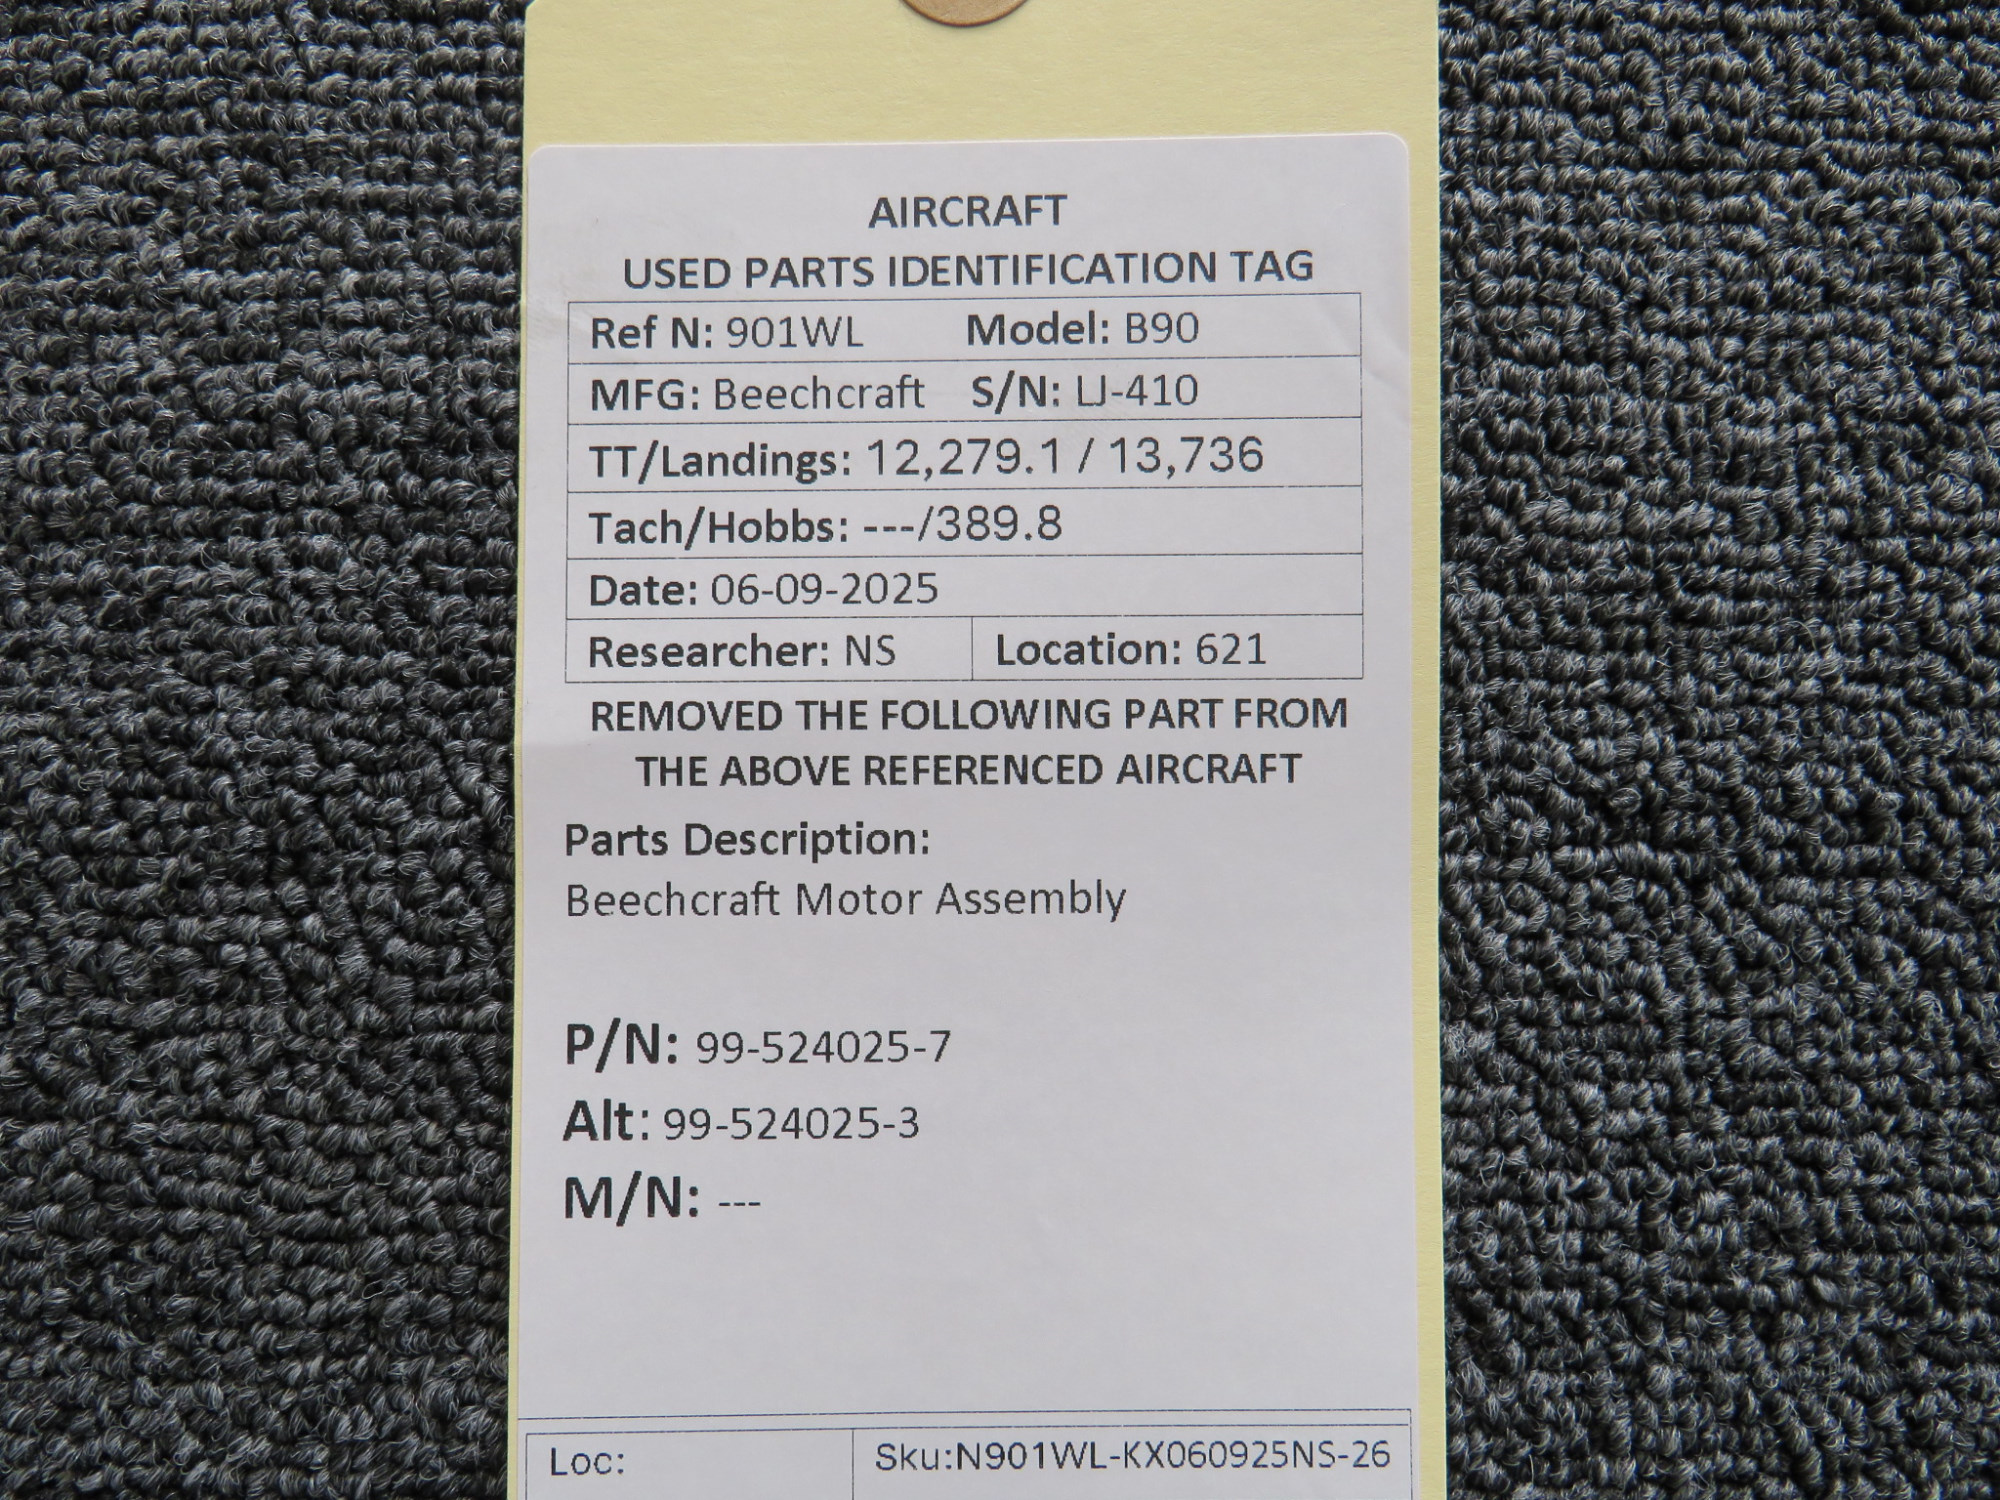 AIRCRAFT
USED PARTS IDENTIFICATION TAG
Ref N: 901WL Model: B90
MFG: Beechcraft S/N: LJ-410
TT/Landings: 12,279.1 / 13,736
Tach/Hobbs: ---/389.8
Date: 06-09-2025
Researcher: NS Location: 621
REMOVED THE FOLLOWING PART FROM
THE ABOVE REFERENCED AIRCRAFT
Parts Description:
Beechcraft Motor Assembly
P/N: 99-524025-7
Alt: 99-524025-3
M/N: ---
Loc: Sku:N901WL-KX060925NS-26